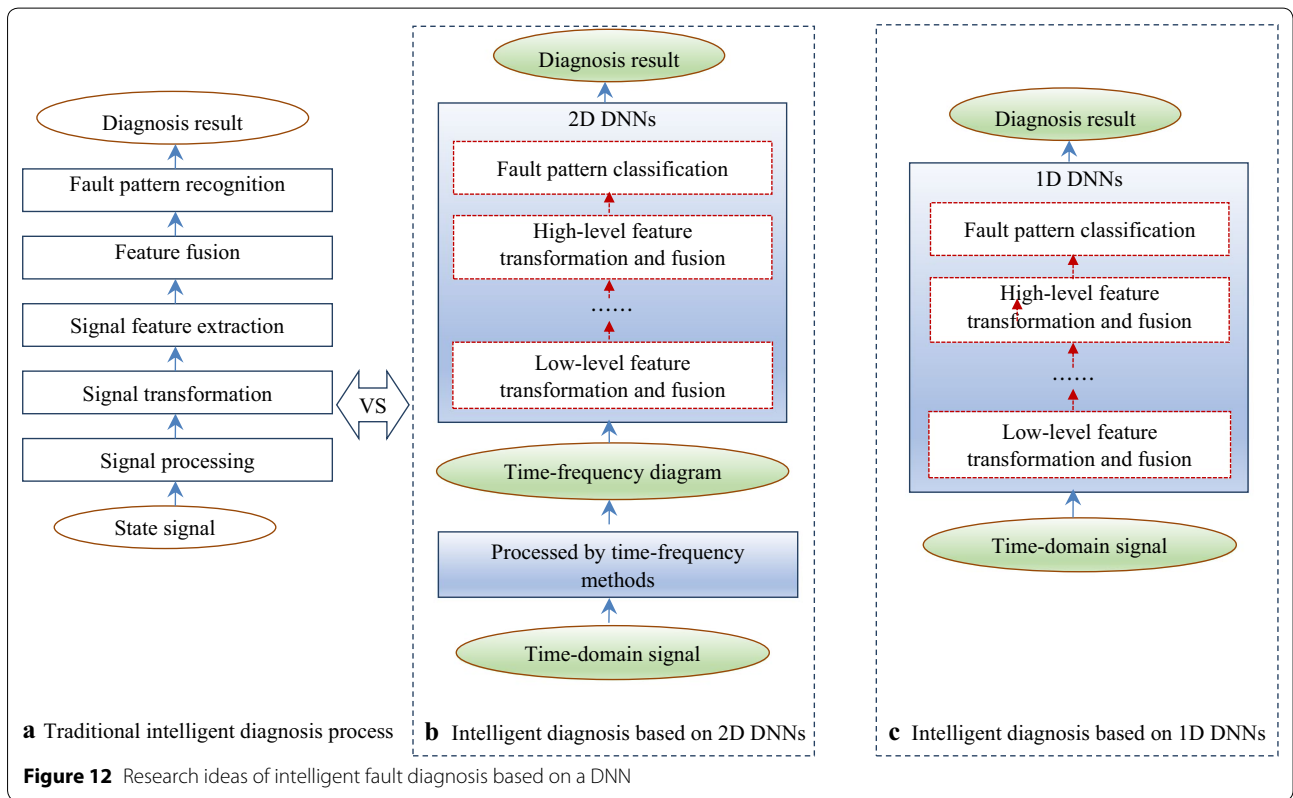 Diagnosis result
Fault pattern recognition
Feature fusion
Signal feature extraction
Signal transformation
Signal processing
State signal
a Traditional intelligent diagnosis process
VS
Diagnosis result
2D DNNs
Fault pattern classification
High-level feature
transformation and fusion
......
Low-level feature
transformation and fusion
Time-frequency diagram
Processed by time-frequency
methods
Time-domain signal
b Intelligent diagnosis based on 2D DNNs
Diagnosis result
1D DNNs
Fault pattern classification
High-level feature
transformation and fusion
......
Low-level feature
transformation and fusion
Time-domain signal
c Intelligent diagnosis based on 1D DNNs
Figure 12 Research ideas of intelligent fault diagnosis based on a DNN